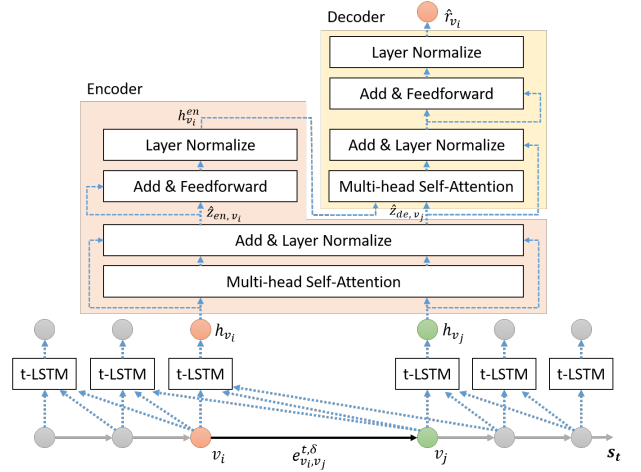 Decoder
r̂_{v_i}
Layer Normalize
Add & Feedforward
Add & Layer Normalize
Multi-head Self-Attention
Encoder
h^{en}_{v_i}
Layer Normalize
Add & Feedforward
ẑ_{en, v_i}
ẑ_{de, v_j}
Add & Layer Normalize
Multi-head Self-Attention
h_{v_i}
h_{v_j}
t-LSTM
t-LSTM
t-LSTM
t-LSTM
t-LSTM
t-LSTM
v_i
e^{t,δ}_{v_i,v_j}
v_j
s_t